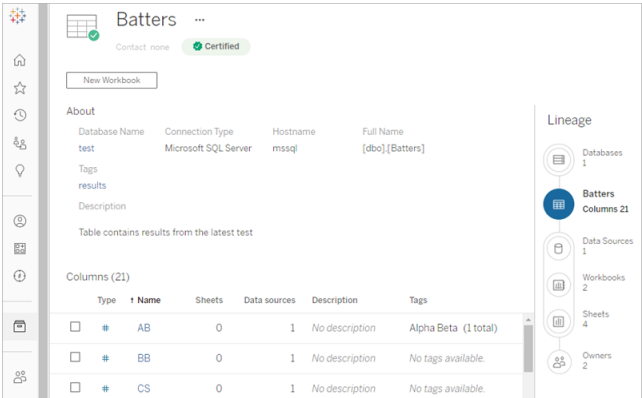 Batters ...
Contact none Certified
New Workbook
About
Database Name Connection Type Hostname Full Name
test Microsoft SQL Server mssql [dbo].[Batters]
Tags
results
Description
Table contains results from the latest test
Columns (21)
Type ↑ Name Sheets Data sources Description Tags
# AB 0 1 No description Alpha Beta (1 total)
# BB 0 1 No description No tags available.
# CS 0 1 No description No tags available.
Lineage
Databases
1
Batters
Columns 21
Data Sources
1
Workbooks
2
Sheets
4
Owners
2